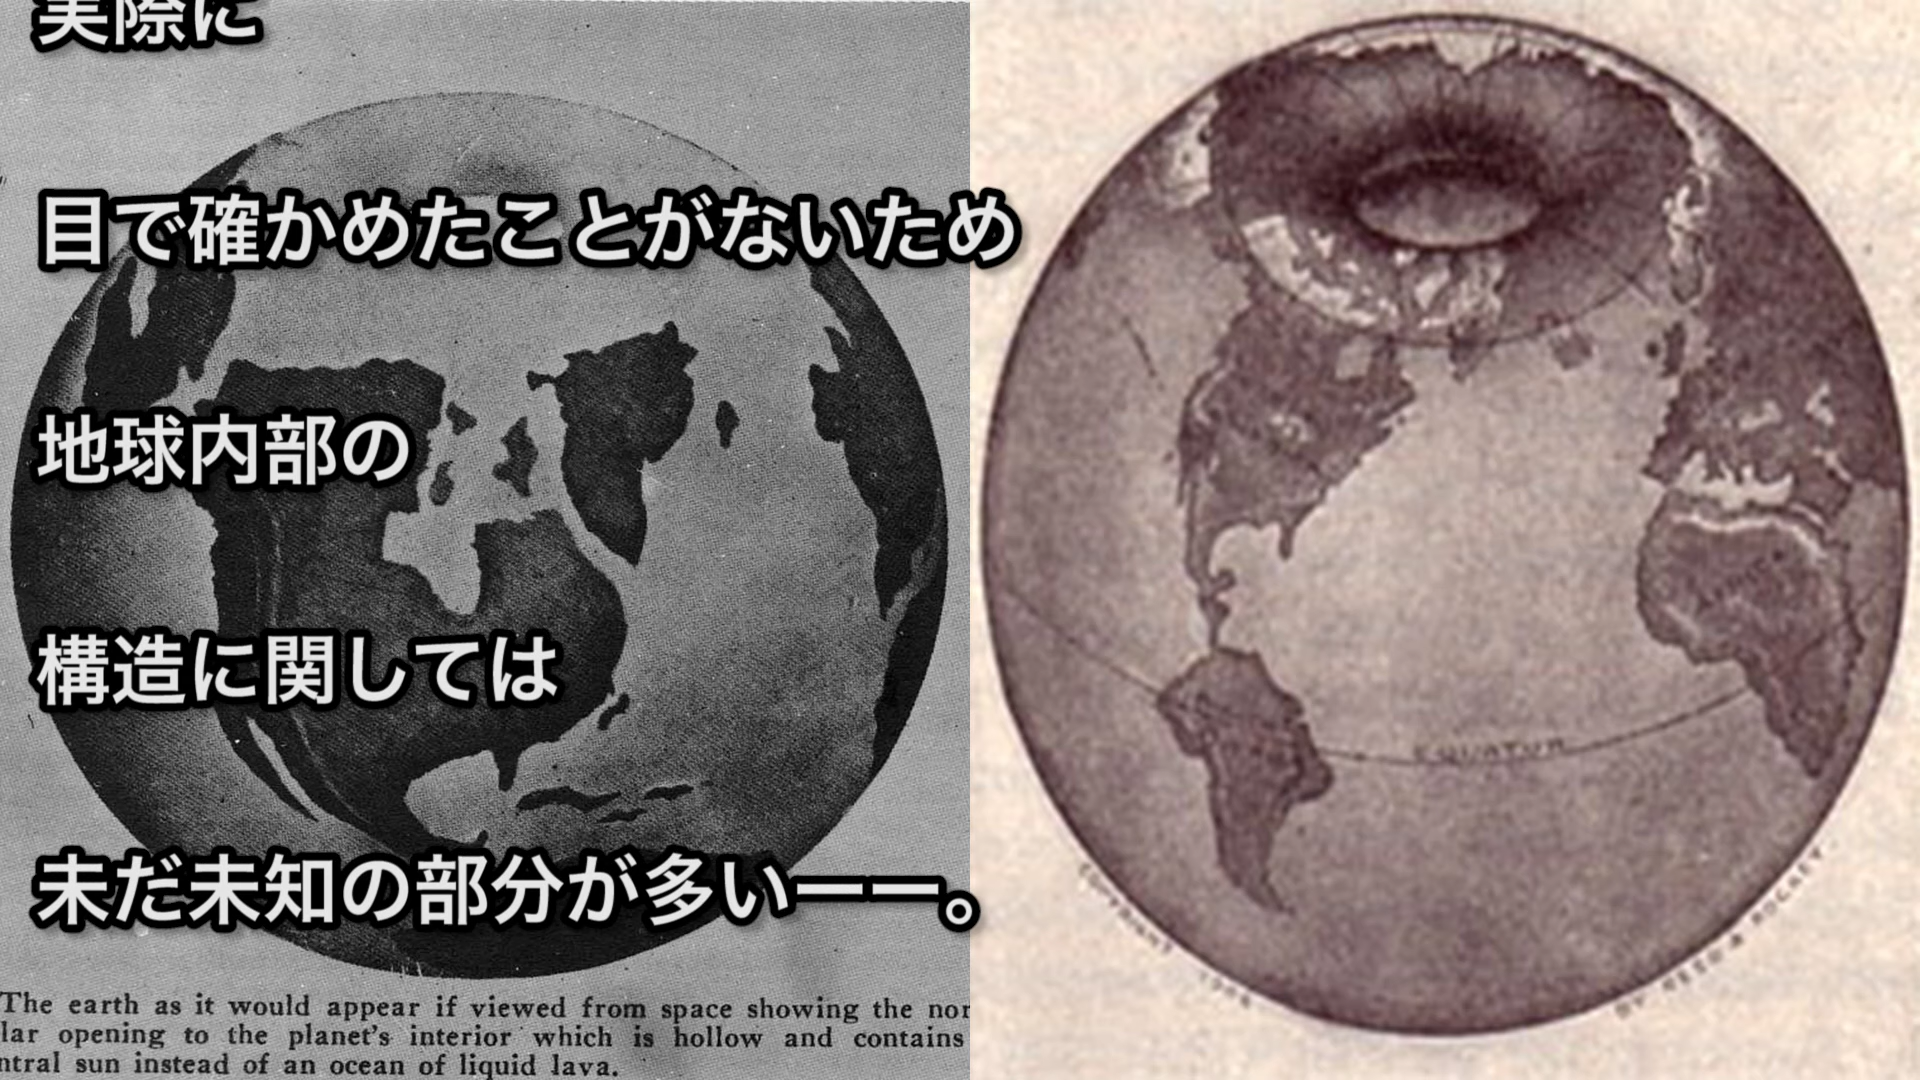 実際に
目で確かめたことがないため
地球内部の
構造に関しては
未だ未知の部分が多いーー。
The earth as it would appear if viewed from space showing the nor
lar opening to the planet's interior which is hollow and contains
ntral sun instead of an ocean of liquid lava.
EQUATOR